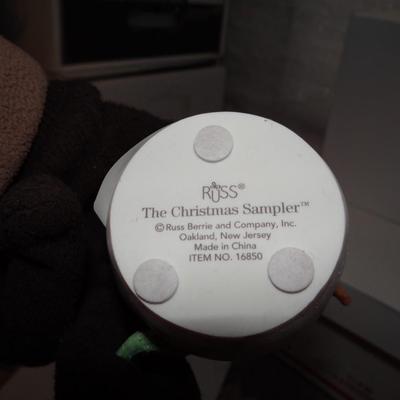 RUSS®
The Christmas Sampler™
© Russ Berrie and Company, Inc.
Oakland, New Jersey
Made in China
ITEM NO. 16850